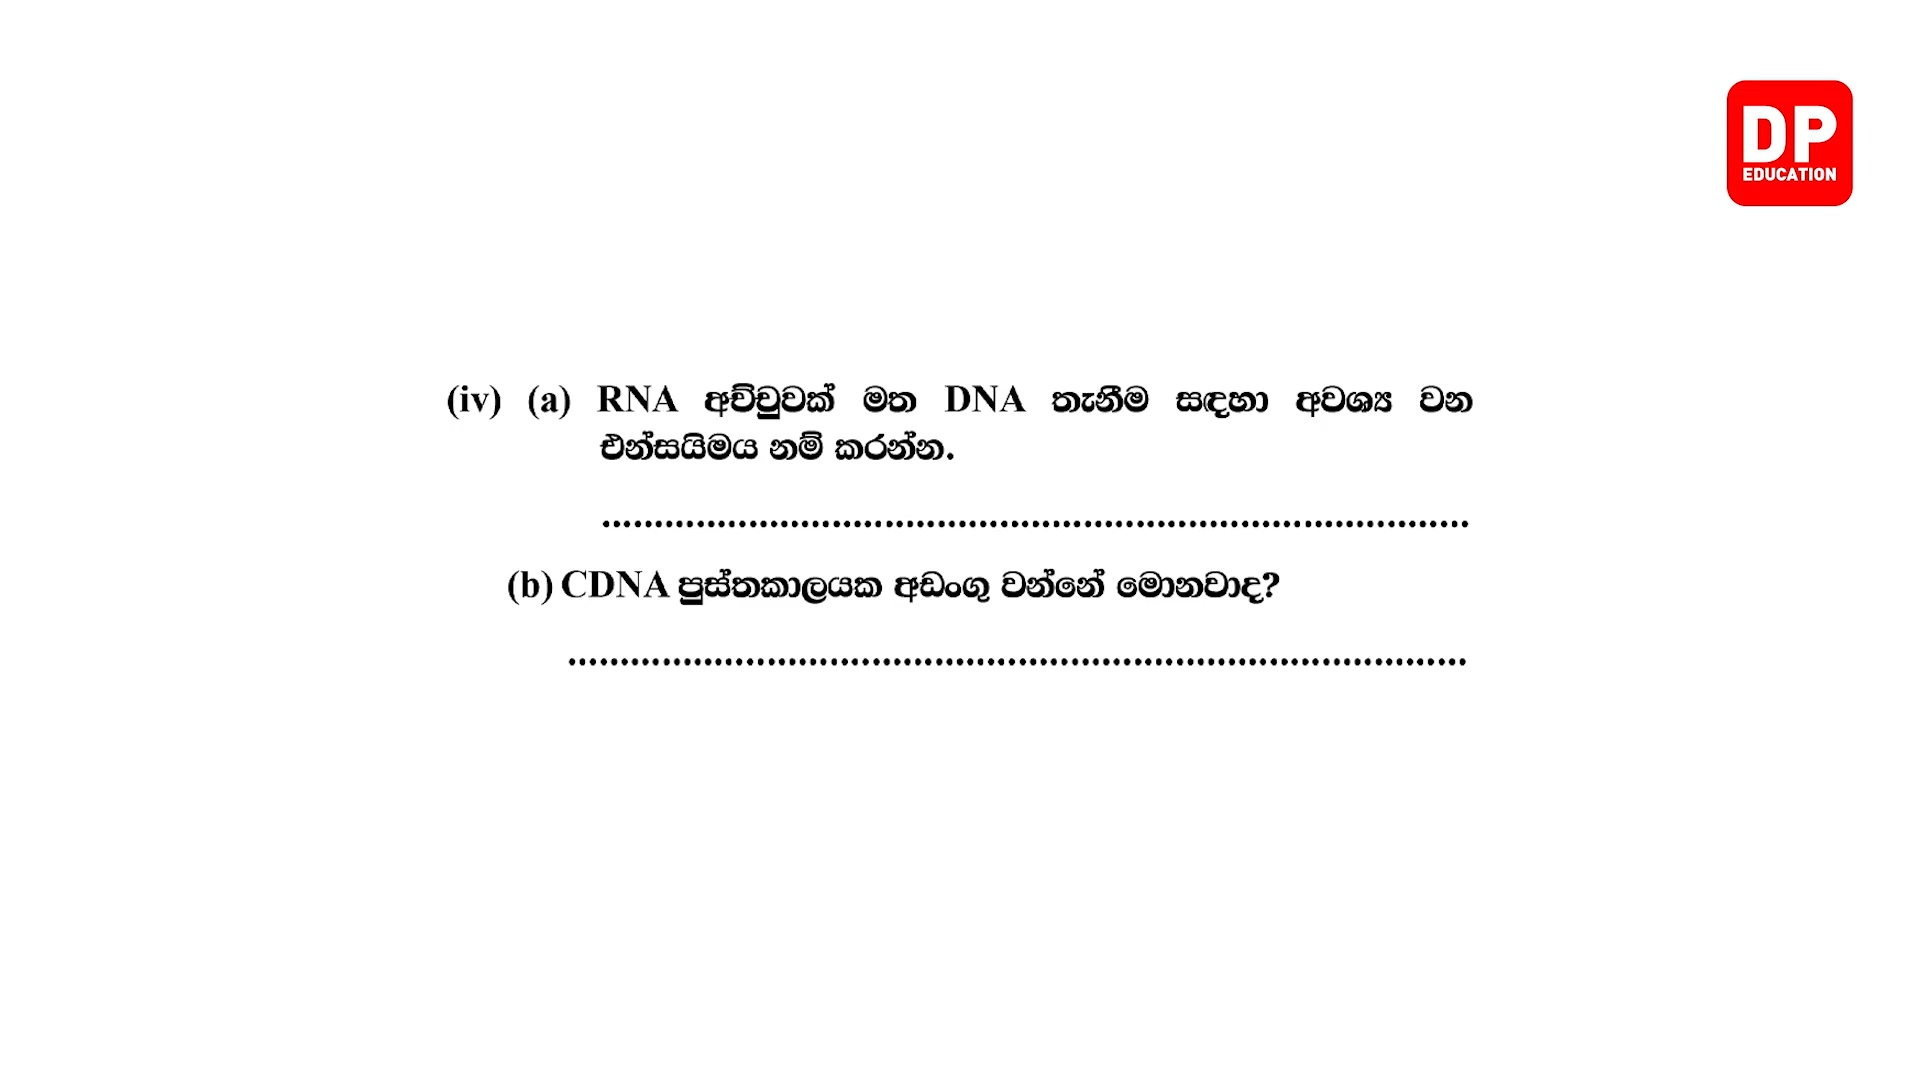 DP
EDUCATION
(iv) (a) RNA අච්චුවක් මත DNA තැනීම සඳහා අවශ්‍ය වන
එන්සයිමය නම් කරන්න.
....................................................................................
(b) CDNA පුස්තකාලයක අඩංගු වන්නේ මොනවාද?
.......................................................................................